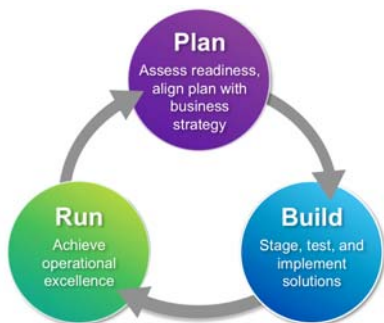 Plan
Assess readiness,
align plan with
business
strategy
Run
Achieve
operational
excellence
Build
Stage, test, and
implement
solutions